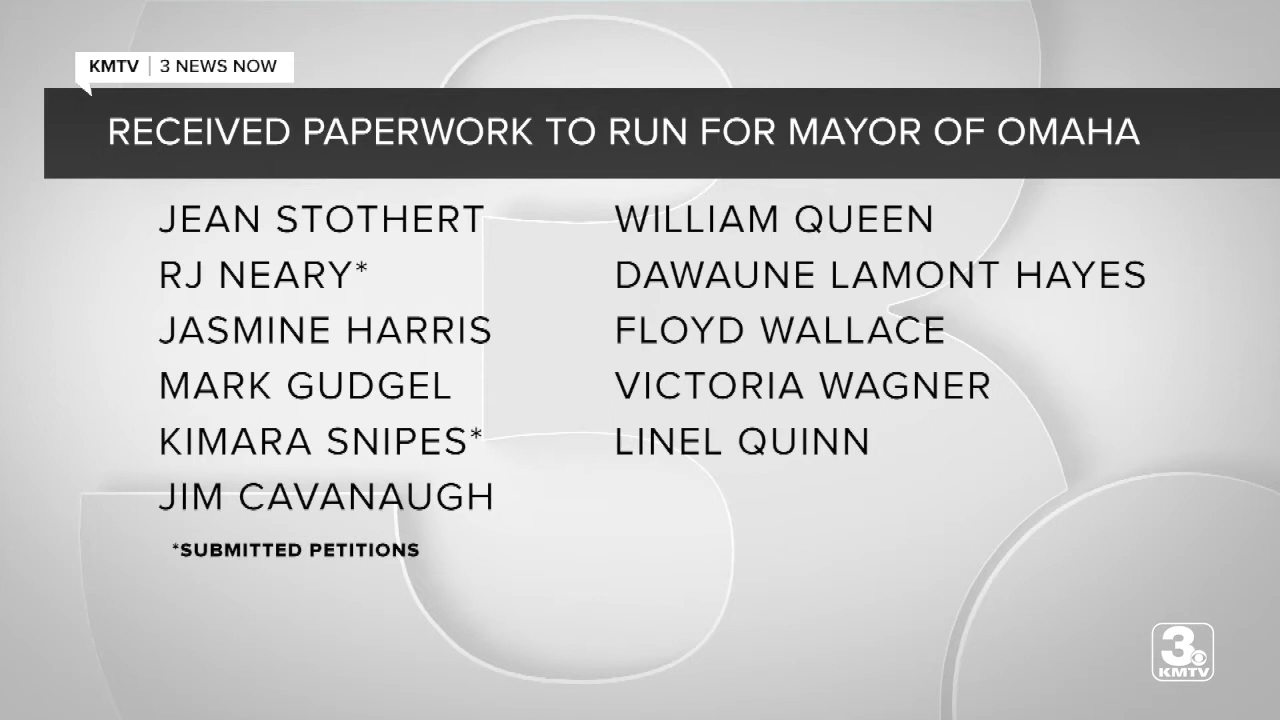 KMTV | 3 NEWS NOW
RECEIVED PAPERWORK TO RUN FOR MAYOR OF OMAHA
JEAN STOTHERT
RJ NEARY*
JASMINE HARRIS
MARK GUDGEL
KIMARA SNIPES*
JIM CAVANAUGH
*SUBMITTED PETITIONS
WILLIAM QUEEN
DAWAUNE LAMONT HAYES
FLOYD WALLACE
VICTORIA WAGNER
LINEL QUINN
3
KMTV